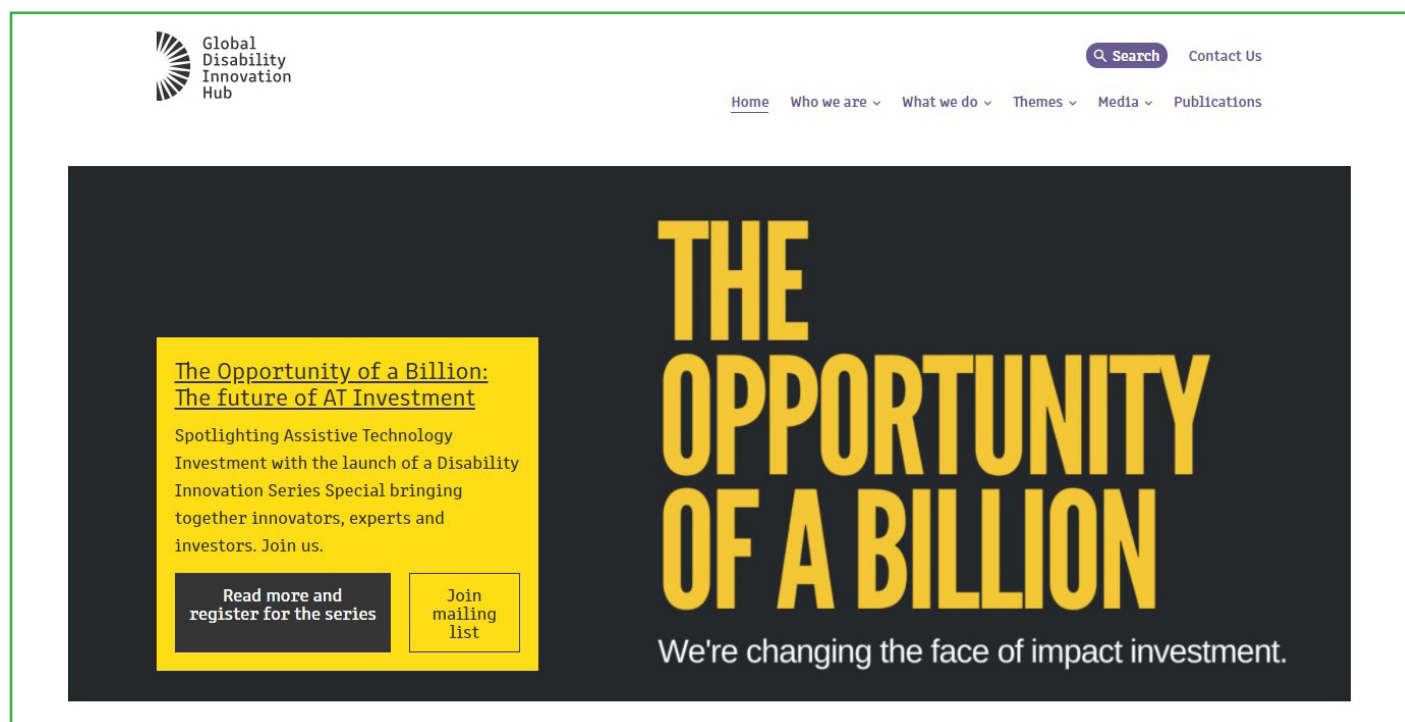 Global
Disability
Innovation
Hub
Search
Contact Us
Home
Who we are
What we do
Themes
Media
Publications
The Opportunity of a Billion:
The future of AT Investment
Spotlighting Assistive Technology
Investment with the launch of a Disability
Innovation Series Special bringing
together innovators, experts and
investors. Join us.
Read more and
register for the series
Join
mailing
list
THE
OPPORTUNITY
OF A BILLION
We're changing the face of impact investment.